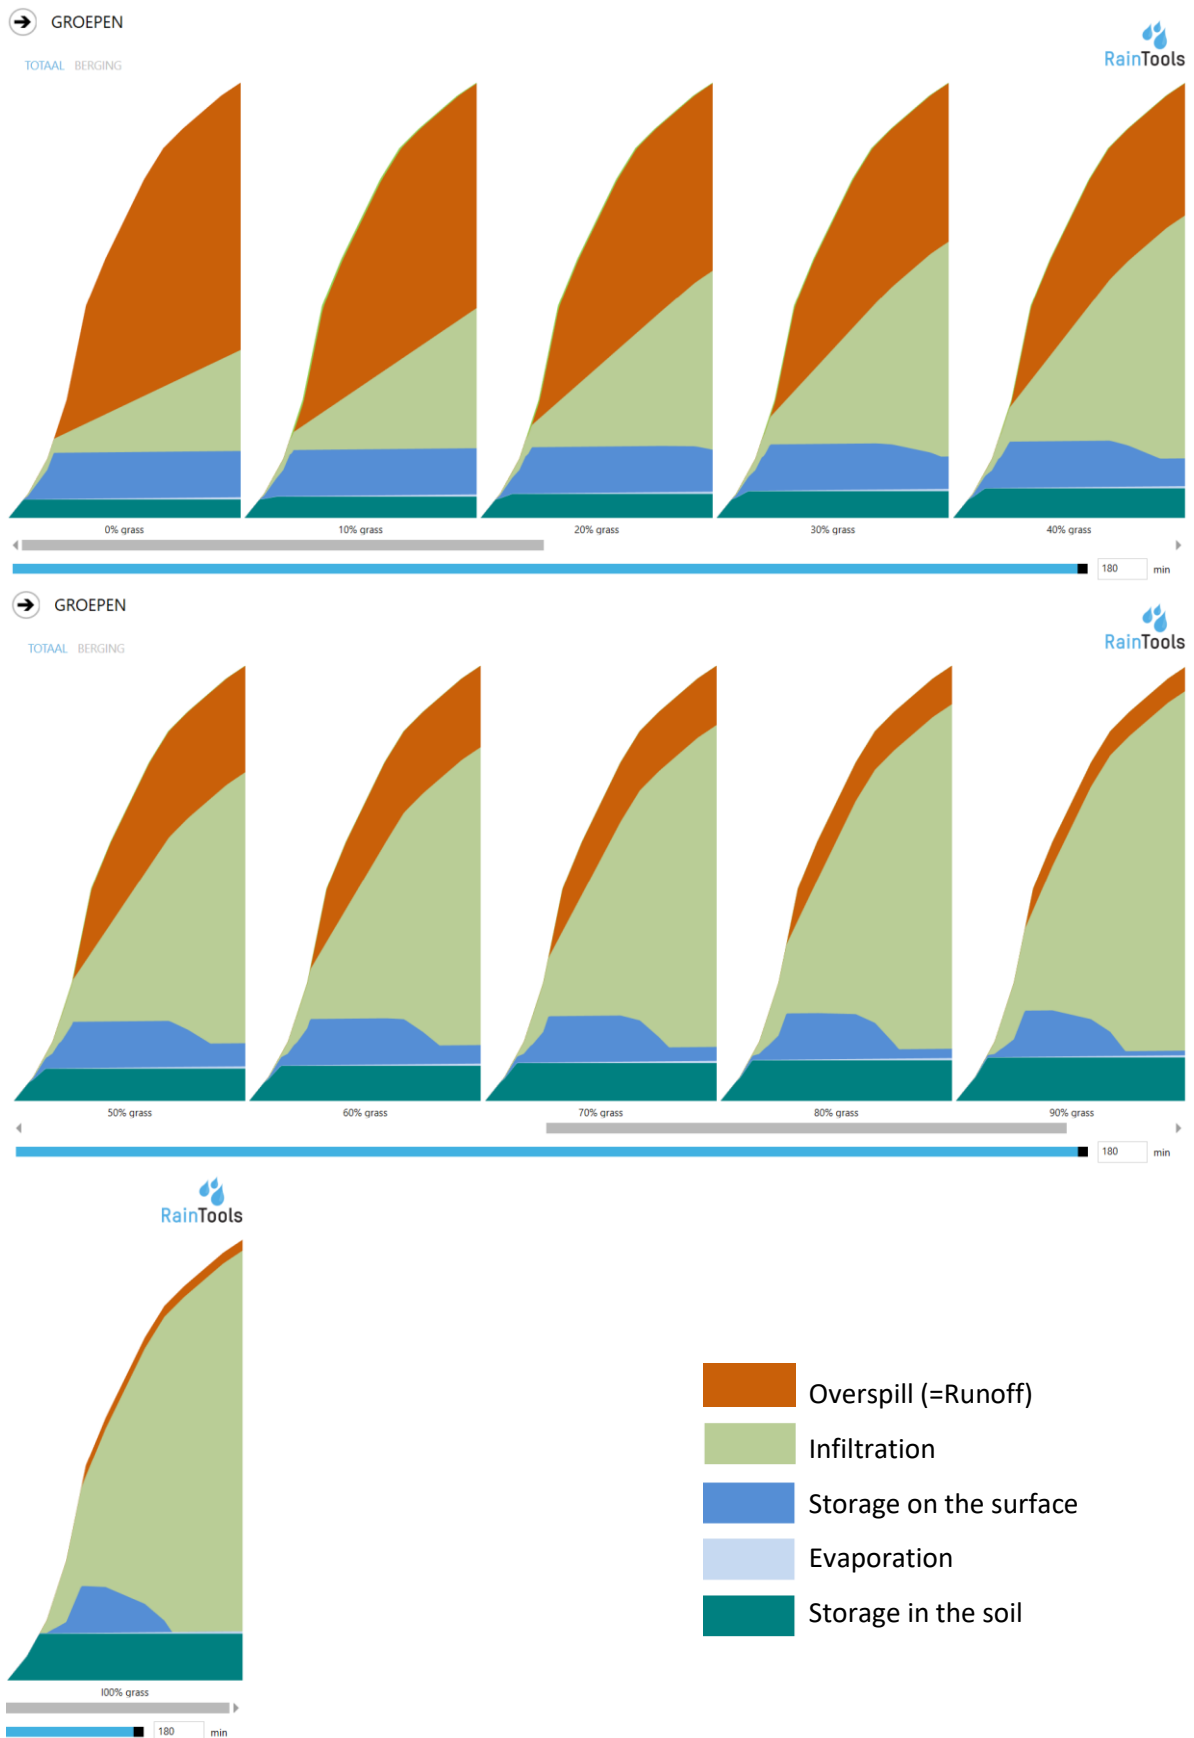 GROEPEN
TOTAAL BERGING
RainTools
0% grass
10% grass
20% grass
30% grass
40% grass
180 min
GROEPEN
TOTAAL BERGING
RainTools
50% grass
60% grass
70% grass
80% grass
90% grass
180 min
RainTools
100% grass
180 min
Overspill (=Runoff)
Infiltration
Storage on the surface
Evaporation
Storage in the soil